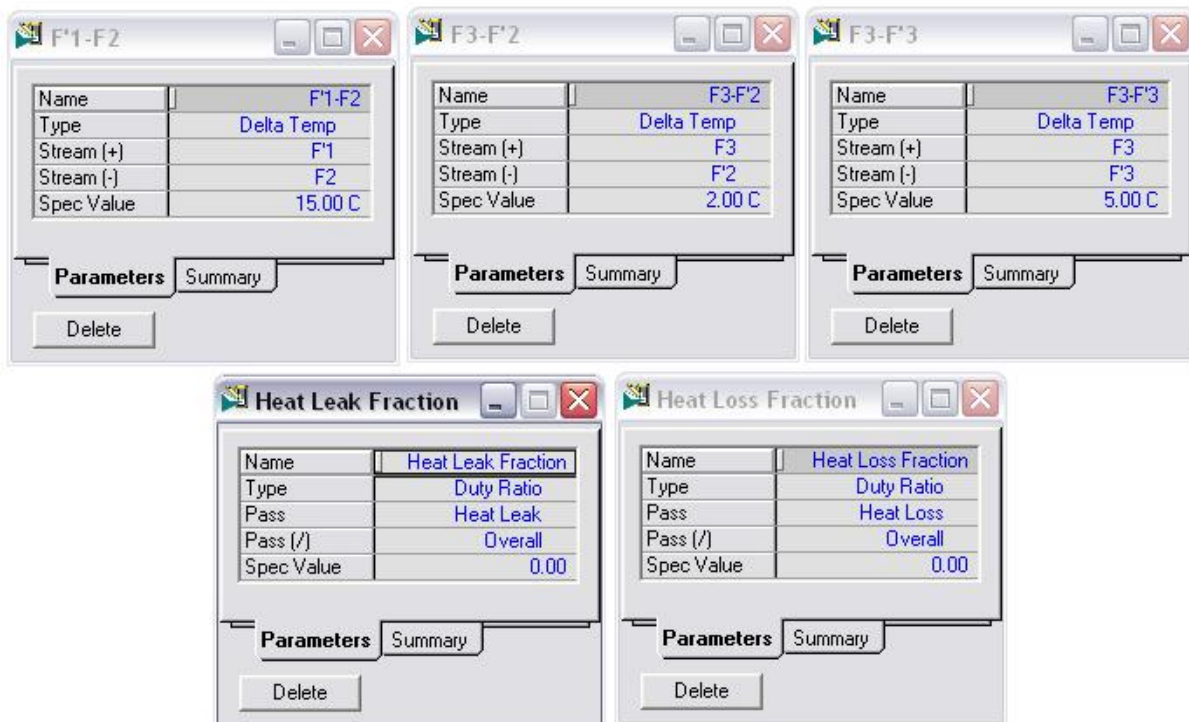 F'1-F2
Name F'1-F2
Type Delta Temp
Stream (+) F'1
Stream (-) F2
Spec Value 15.00 C
Parameters Summary
Delete
F3-F'2
Name F3-F'2
Type Delta Temp
Stream (+) F3
Stream (-) F'2
Spec Value 2.00 C
Parameters Summary
Delete
F3-F'3
Name F3-F'3
Type Delta Temp
Stream (+) F3
Stream (-) F'3
Spec Value 5.00 C
Parameters Summary
Delete
Heat Leak Fraction
Name Heat Leak Fraction
Type Duty Ratio
Pass Heat Leak
Pass (/) Overall
Spec Value 0.00
Parameters Summary
Delete
Heat Loss Fraction
Name Heat Loss Fraction
Type Duty Ratio
Pass Heat Loss
Pass (/) Overall
Spec Value 0.00
Parameters Summary
Delete